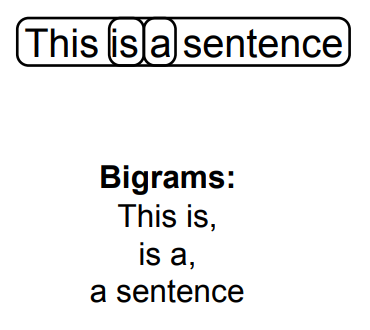 This is a sentence
Bigrams:
This is,
is a,
a sentence